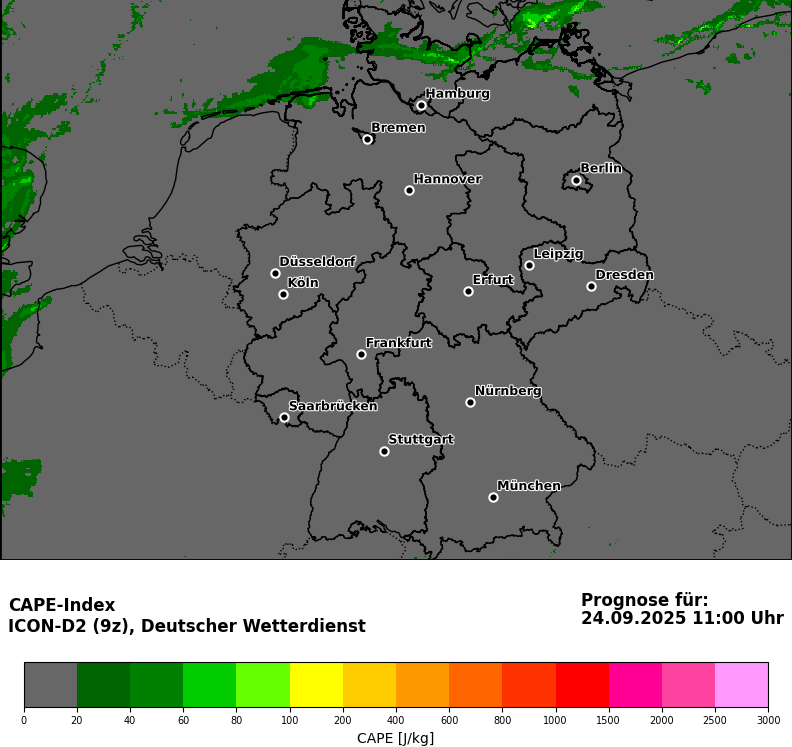 Hamburg
Bremen
Berlin
Hannover
Leipzig
Düsseldorf
Dresden
Köln
Erfurt
Frankfurt
Nürnberg
Saarbrücken
Stuttgart
München
CAPE-Index
ICON-D2 (9z), Deutscher Wetterdienst
Prognose für:
24.09.2025 11:00 Uhr
0 20 40 60 80 100 200 400 600 800 1000 1500 2000 2500 3000
CAPE [J/kg]